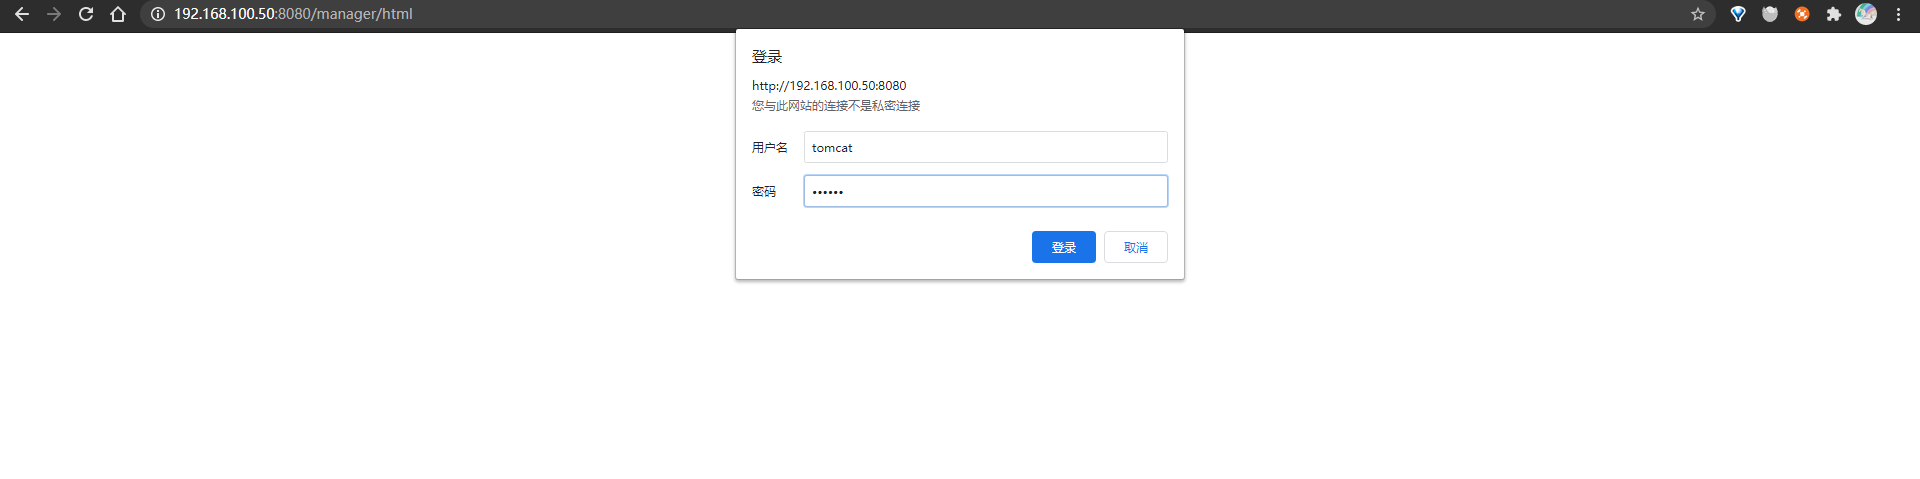 192.168.100.50:8080/manager/html
登录
http://192.168.100.50:8080
您与此网站的连接不是私密连接
用户名 tomcat
密码 ••••••
登录 取消